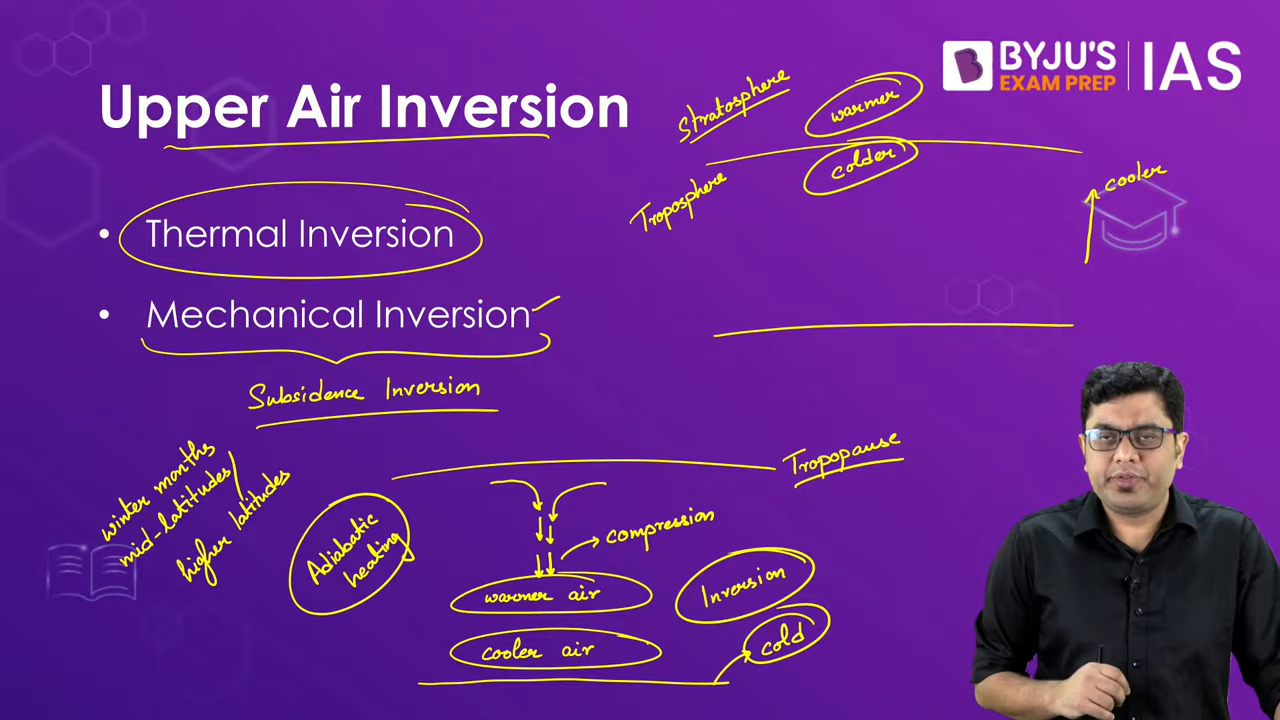 BYJU'S
EXAM PREP
IAS
Upper Air Inversion
Stratosphere
warmer
colder
Troposphere
cooler
• Thermal Inversion
• Mechanical Inversion
Subsidence Inversion
winter months
mid-latitudes/
higher latitudes
Tropopause
Adiabatic
heating
compression
warmer air
Inversion
cooler air
cold